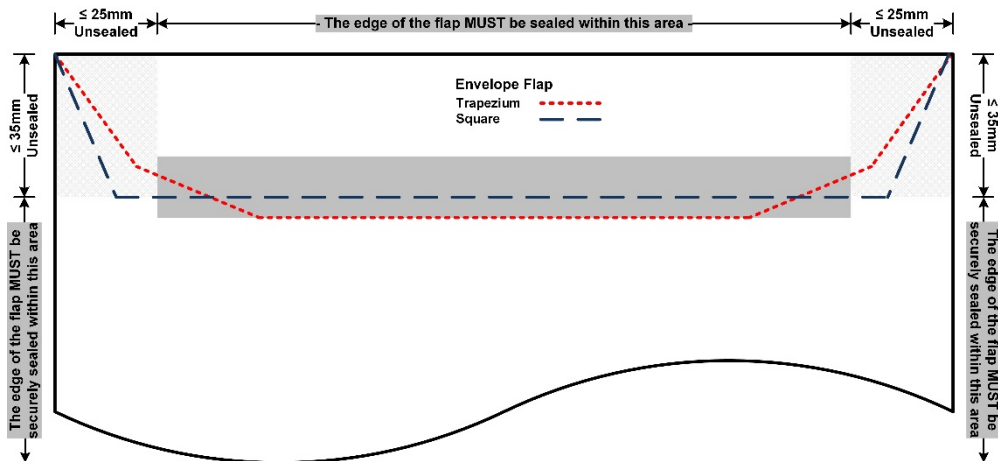 ≤ 25mm
Unsealed
The edge of the flap MUST be sealed within this area
≤ 25mm
Unsealed
≤ 35mm
Unsealed
Envelope Flap
Trapezium
Square
≤ 35mm
Unsealed
The edge of the flap MUST be
securely sealed within this area
The edge of the flap MUST be
securely sealed within this area